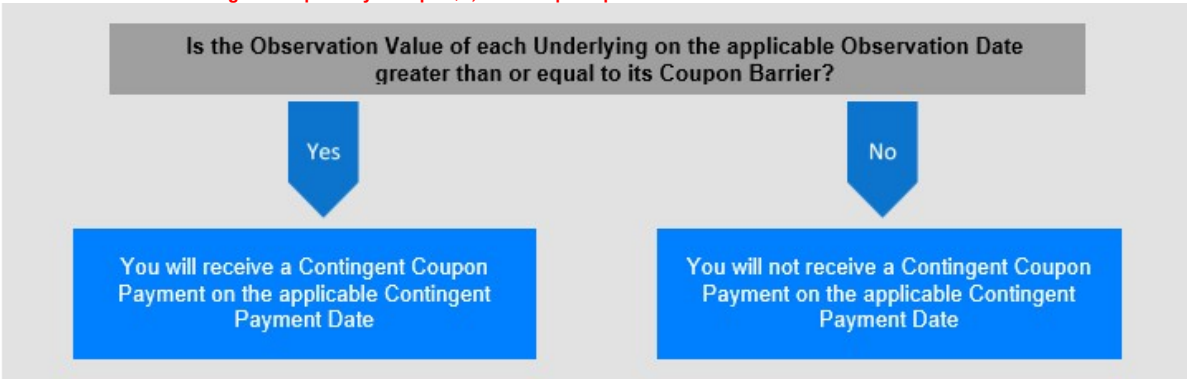 Is the Observation Value of each Underlying on the applicable Observation Date
greater than or equal to its Coupon Barrier?
Yes
No
You will receive a Contingent Coupon
Payment on the applicable Contingent
Payment Date
You will not receive a Contingent Coupon
Payment on the applicable Contingent
Payment Date